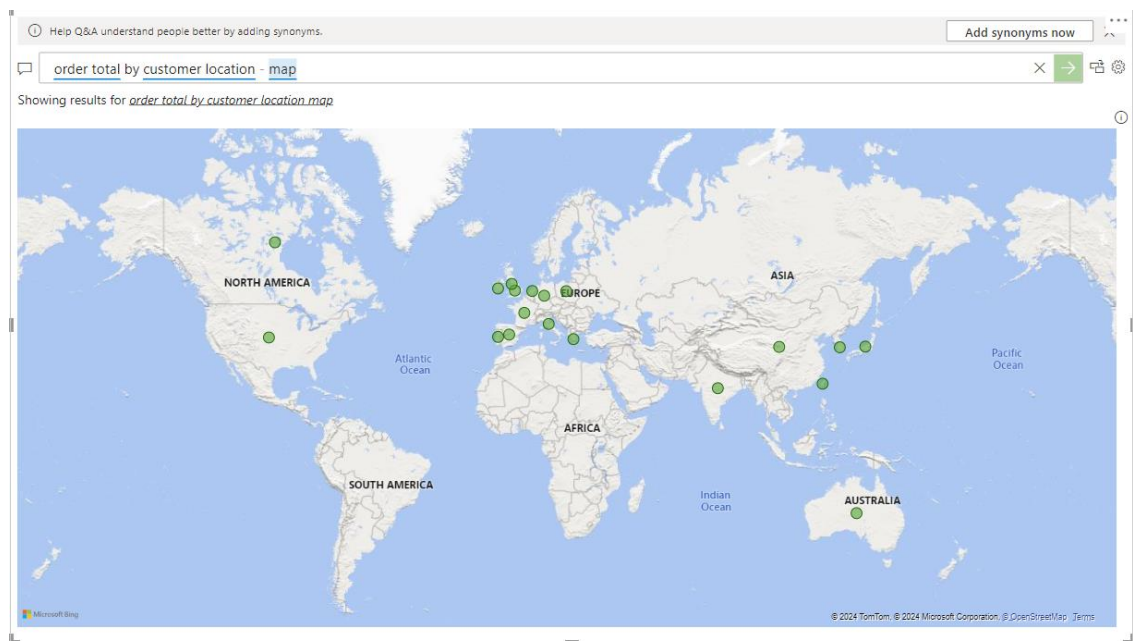 Help Q&A understand people better by adding synonyms.
Add synonyms now
order total by customer location - map
Showing results for order total by customer location map
NORTH AMERICA
ASIA
EUROPE
Atlantic
Ocean
Pacific
Ocean
AFRICA
SOUTH AMERICA
Indian
Ocean
AUSTRALIA
Microsoft Bing
© 2024 TomTom, © 2024 Microsoft Corporation, © OpenStreetMap Terms